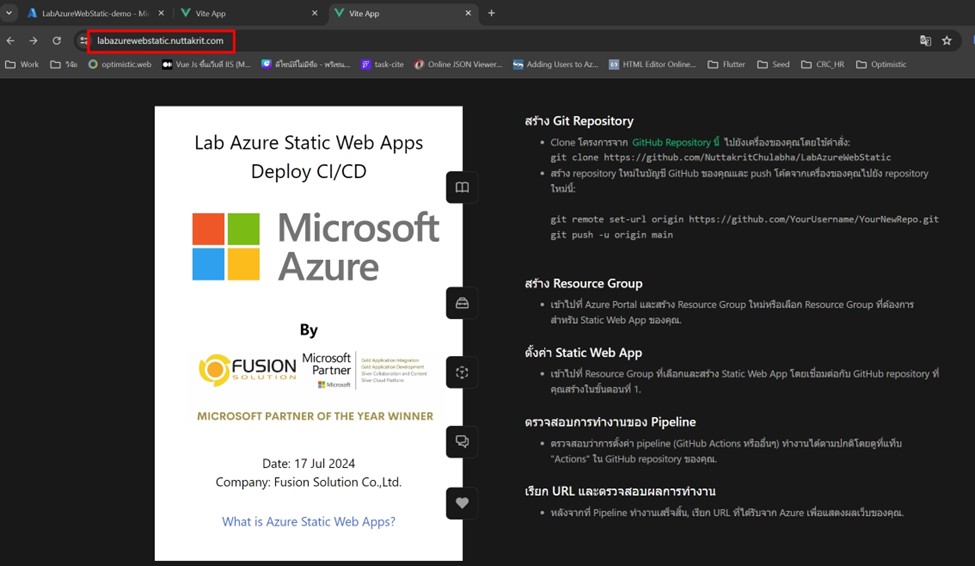 LabAzureWebStatic-demo - Mi
Vite App
Vite App
labazurewebstatic.nuttakrit.com
Work
วิจัย
optimistic.web
Vue Js ขึ้นเว็บที่ IIS (M...
ดีไซน์ที่ไม่มีชื่อ - พรีเซน...
task-cite
Online JSON Viewer...
Adding Users to Az...
HTML Editor Online...
Flutter
Seed
CRC_HR
Optimistic
Lab Azure Static Web Apps
Deploy CI/CD
Microsoft
Azure
By
FUSION
SOLUTION
Microsoft
Partner
Microsoft
Gold Application Integration
Gold Application Development
Silver Collaboration and Content
Silver Cloud Platform
MICROSOFT PARTNER OF THE YEAR WINNER
Date: 17 Jul 2024
Company: Fusion Solution Co.,Ltd.
What is Azure Static Web Apps?
สร้าง Git Repository
Clone โครงการจาก GitHub Repository นี้ ไปยังเครื่องของคุณโดยใช้คำสั่ง:
git clone https://github.com/NuttakritChulabha/LabAzureWebStatic
สร้าง repository ใหม่ในบัญชี GitHub ของคุณและ push โค้ดจากเครื่องของคุณไปยัง repository
ใหม่นี้:
git remote set-url origin https://github.com/YourUsername/YourNewRepo.git
git push -u origin main
สร้าง Resource Group
เข้าไปที่ Azure Portal และสร้าง Resource Group ใหม่หรือเลือก Resource Group ที่ต้องการ
สำหรับ Static Web App ของคุณ.
ตั้งค่า Static Web App
เข้าไปที่ Resource Group ที่เลือกและสร้าง Static Web App โดยเชื่อมต่อกับ GitHub repository ที่
คุณสร้างในขั้นตอนที่ 1.
ตรวจสอบการทำงานของ Pipeline
ตรวจสอบว่าการตั้งค่า pipeline (GitHub Actions หรืออื่นๆ) ทำงานได้ตามปกติโดยดูที่แท็บ
"Actions" ใน GitHub repository ของคุณ.
เรียก URL และตรวจสอบผลการทำงาน
หลังจากที่ Pipeline ทำงานเสร็จสิ้น, เรียก URL ที่ได้รับจาก Azure เพื่อแสดงผลเว็บของคุณ.